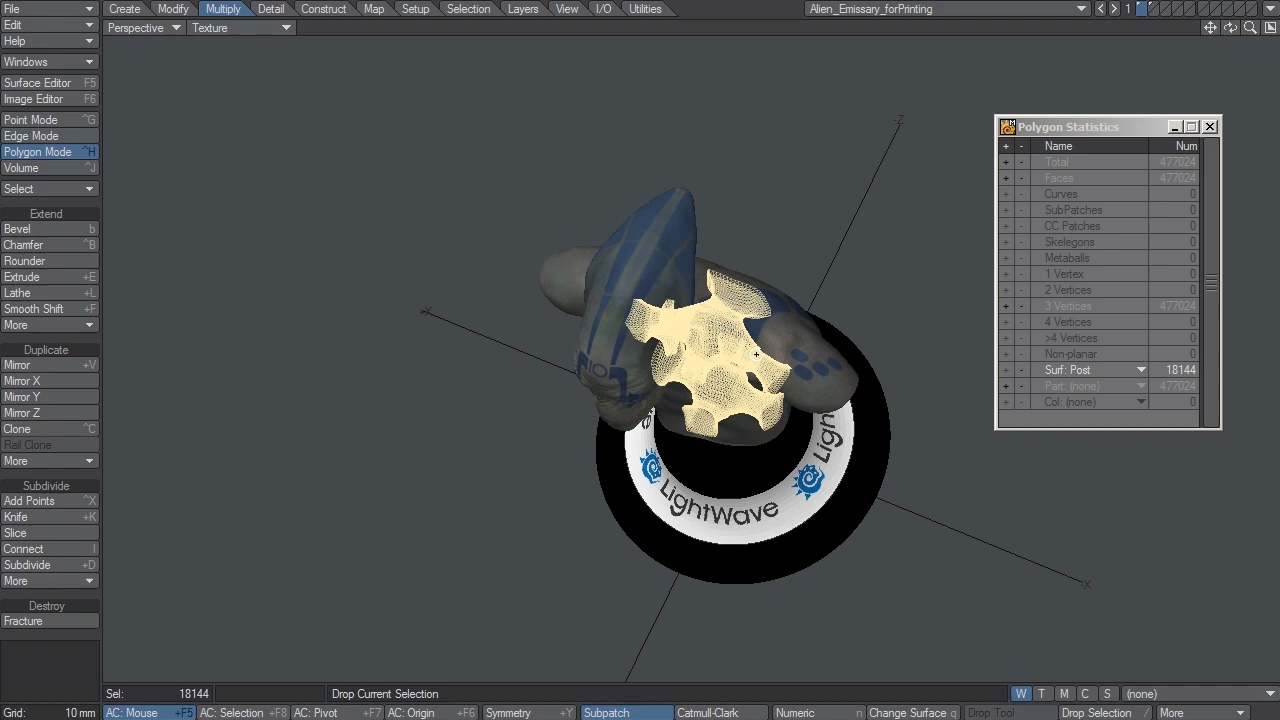 File Create Modify Multiply Detail Construct Map Setup Selection Layers View I/O Utilities Alien_Emissary_forPrinting 1
Edit Perspective Texture
Help
Windows
Surface Editor F5
Image Editor F6
Point Mode ^G
Edge Mode
Polygon Mode ^H
Volume ^J
Select
Extend
Bevel b
Chamfer ^B
Rounder
Extrude +E
Lathe +L
Smooth Shift +F
More
Duplicate
Mirror +V
Mirror X
Mirror Y
Mirror Z
Clone ^C
Rail Clone
More
Subdivide
Add Points ^X
Knife +K
Slice
Connect l
Subdivide +D
More
Destroy
Fracture
-Z
+X
-X
LightWave
Light
Polygon Statistics
+ - Name Num
+ - Total 477024
+ - Faces 477024
+ - Curves 0
+ - SubPatches 0
+ - CC Patches 0
+ - Skelegons 0
+ - Metaballs 0
+ - 1 Vertex 0
+ - 2 Vertices 0
+ - 3 Vertices 477024
+ - 4 Vertices 0
+ - >4 Vertices 0
+ - Non-planar 0
+ - Surf: Post 18144
+ - Part: (none) 477024
+ - Col: (none) 0
Sel: 18144 Drop Current Selection W T M C S (none)
Grid: 10 mm AC: Mouse +F5 AC: Selection +F8 AC: Pivot +F7 AC: Origin +F6 Symmetry +Y Subpatch Catmull-Clark Numeric n Change Surface q Drop Tool Drop Selection / More